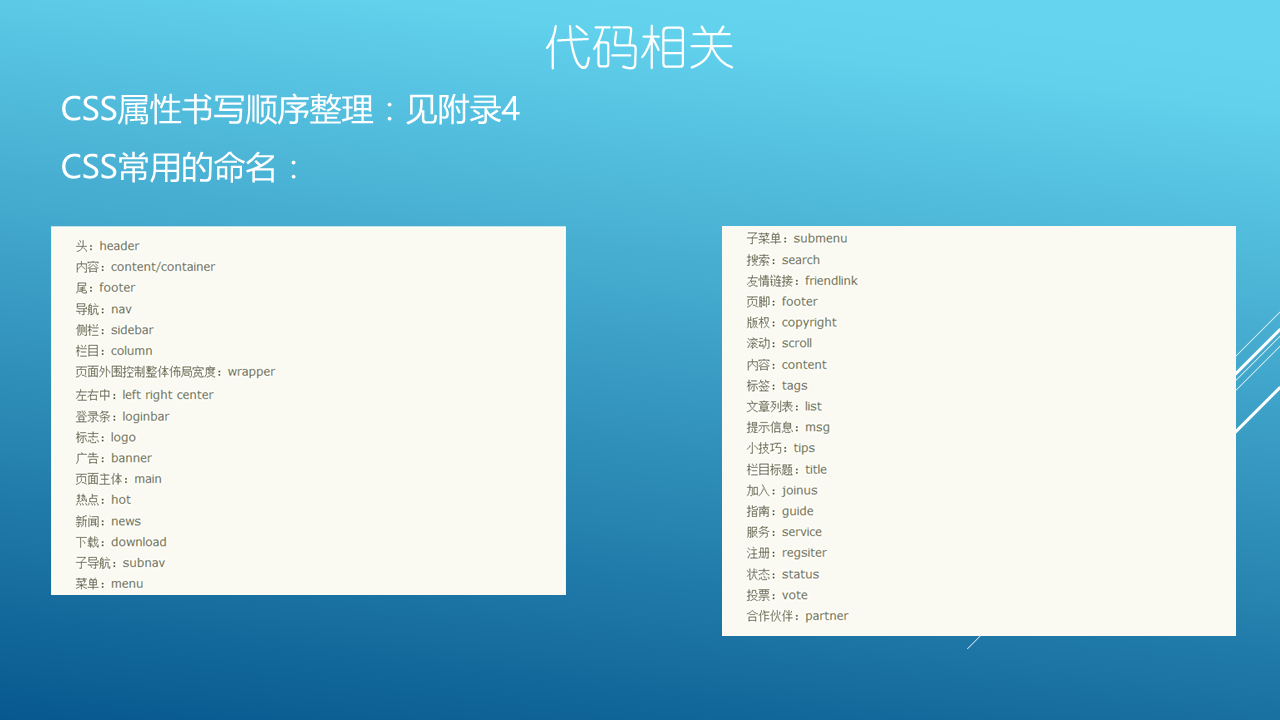 代码相关
CSS属性书写顺序整理：见附录4
CSS常用的命名：
头：header
内容：content/container
尾：footer
导航：nav
侧栏：sidebar
栏目：column
页面外围控制整体佈局宽度：wrapper
左右中：left right center
登录条：loginbar
标志：logo
广告：banner
页面主体：main
热点：hot
新闻：news
下载：download
子导航：subnav
菜单：menu
子菜单：submenu
搜索：search
友情链接：friendlink
页脚：footer
版权：copyright
滚动：scroll
内容：content
标签：tags
文章列表：list
提示信息：msg
小技巧：tips
栏目标题：title
加入：joinus
指南：guide
服务：service
注册：regsiter
状态：status
投票：vote
合作伙伴：partner